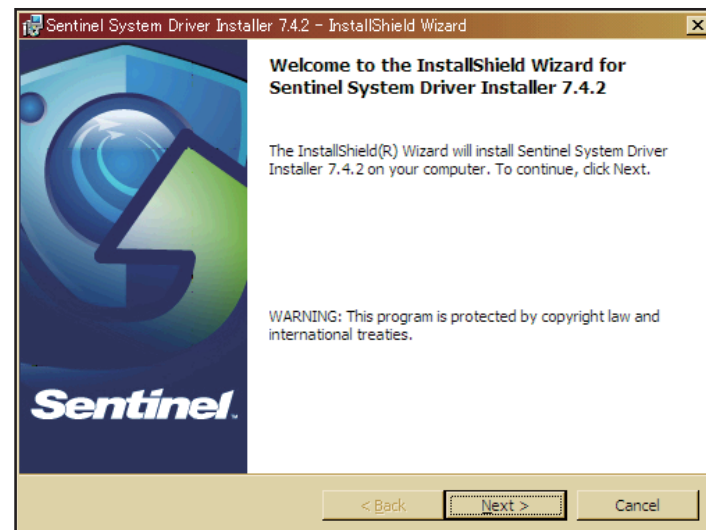 Sentinel System Driver Installer 7.4.2 - InstallShield Wizard
Welcome to the InstallShield Wizard for
Sentinel System Driver Installer 7.4.2
The InstallShield(R) Wizard will install Sentinel System Driver
Installer 7.4.2 on your computer. To continue, click Next.
WARNING: This program is protected by copyright law and
international treaties.
Sentinel.
< Back
Next >
Cancel